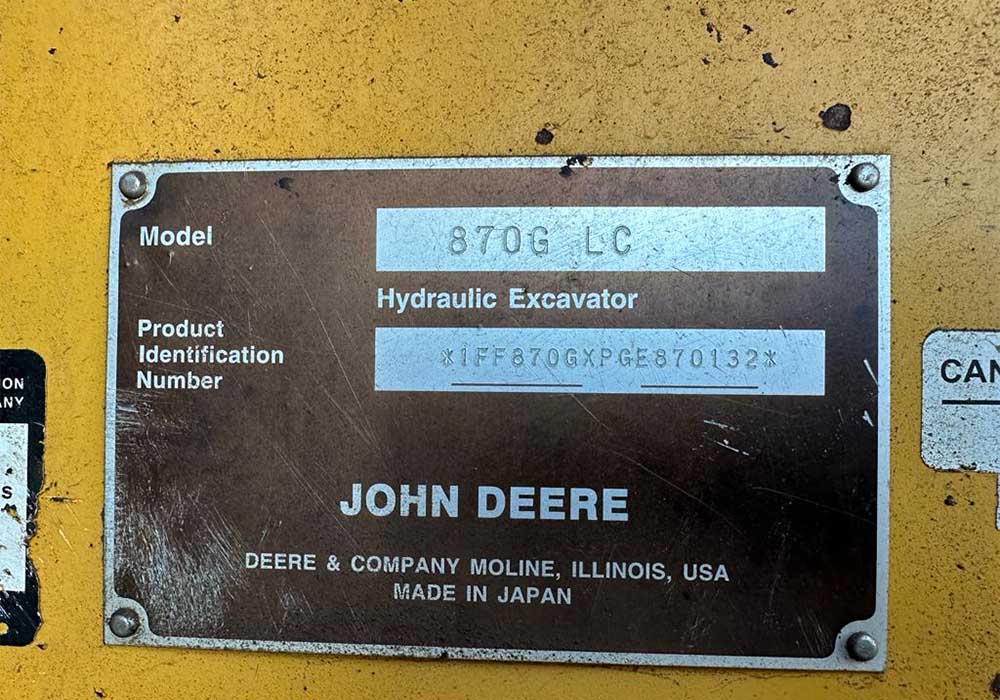 Model
870G LC
Hydraulic Excavator
Product
Identification
Number
*1FF870GXPGE870132*
JOHN DEERE
DEERE & COMPANY MOLINE, ILLINOIS, USA
MADE IN JAPAN